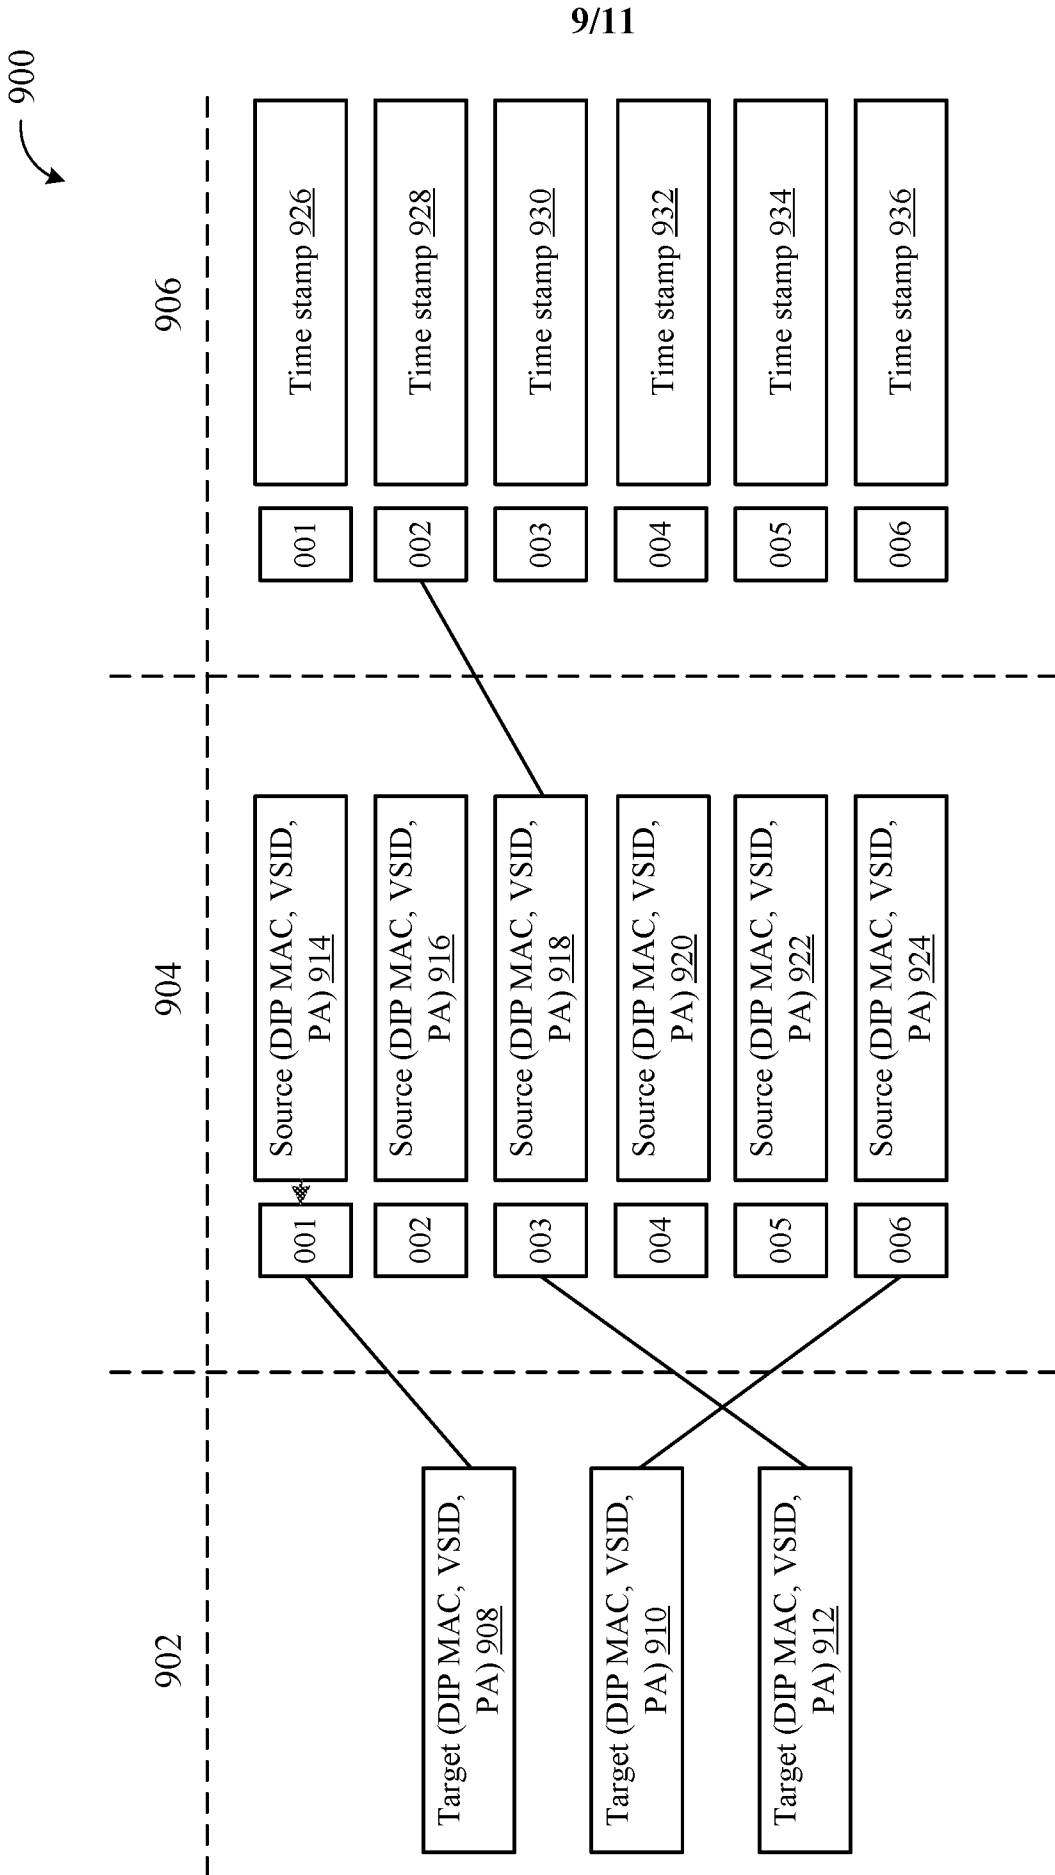 9/11
900
902
904
906
Target (DIP MAC, VSID,
PA) 908
Target (DIP MAC, VSID,
PA) 910
Target (DIP MAC, VSID,
PA) 912
001
Source (DIP MAC, VSID,
PA) 914
002
Source (DIP MAC, VSID,
PA) 916
003
Source (DIP MAC, VSID,
PA) 918
004
Source (DIP MAC, VSID,
PA) 920
005
Source (DIP MAC, VSID,
PA) 922
006
Source (DIP MAC, VSID,
PA) 924
001
Time stamp 926
002
Time stamp 928
003
Time stamp 930
004
Time stamp 932
005
Time stamp 934
006
Time stamp 936